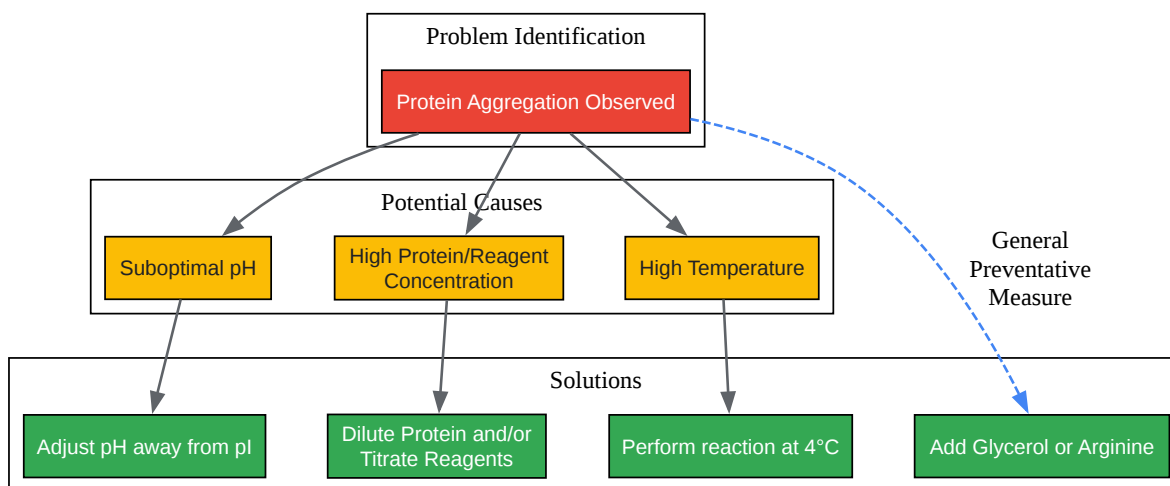 Problem Identification
Protein Aggregation Observed
Potential Causes
Suboptimal pH
High Protein/Reagent
Concentration
High Temperature
General
Preventative
Measure
Solutions
Adjust pH away from pI
Dilute Protein and/or
Titrate Reagents
Perform reaction at 4°C
Add Glycerol or Arginine